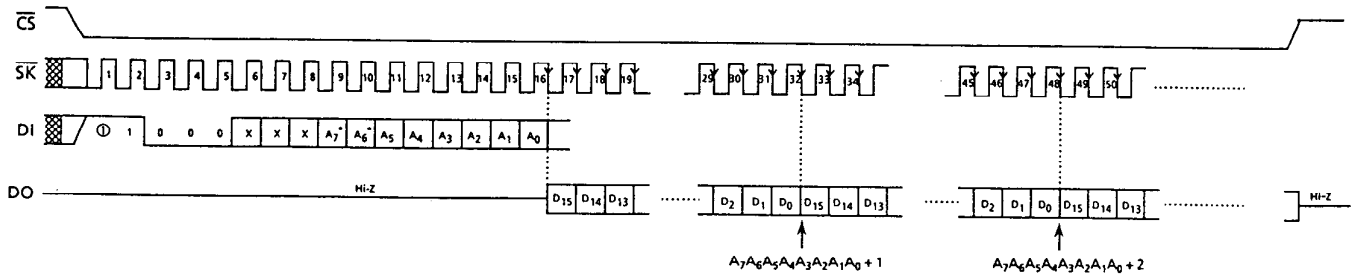 CS
SK 1 2 3 4 5 6 7 8 9 10 11 12 13 14 15 16 17 18 19 29 30 31 32 33 34 45 46 47 48 49 50
DI ① 1 0 0 0 X X X A7* A6* A5 A4 A3 A2 A1 A0
DO Hi-Z D15 D14 D13 D2 D1 D0 D15 D14 D13 D2 D1 D0 D15 D14 D13 Hi-Z
A7A6A5A4A3A2A1A0 + 1 A7A6A5A4A3A2A1A0 + 2